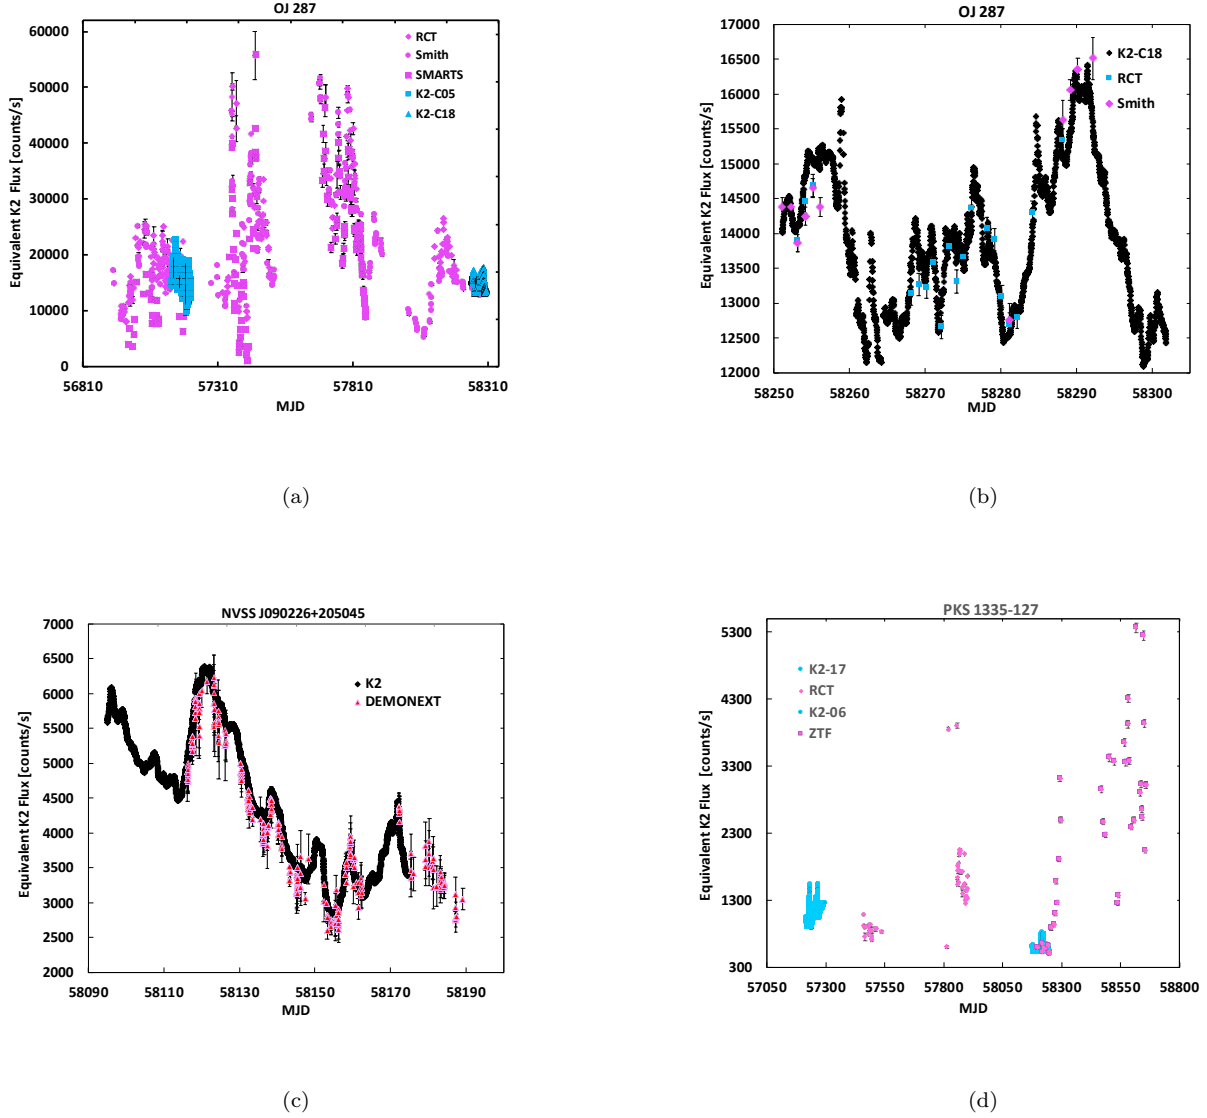 OJ 287
Equivalent K2 Flux [counts/s]
60000
50000
40000
30000
20000
10000
0
RCT
Smith
SMARTS
K2-C05
K2-C18
56810 57310 57810 58310
MJD
(a)
OJ 287
Equivalent K2 Flux [counts/s]
17000
16500
16000
15500
15000
14500
14000
13500
13000
12500
12000
K2-C18
RCT
Smith
58250 58260 58270 58280 58290 58300
MJD
(b)
NVSS J090226+205045
Equivalent K2 Flux [counts/s]
7000
6500
6000
5500
5000
4500
4000
3500
3000
2500
2000
K2
DEMONEXT
58090 58110 58130 58150 58170 58190
MJD
(c)
PKS 1335-127
Equivalent K2 Flux [counts/s]
5300
4300
3300
2300
1300
300
K2-17
RCT
K2-06
ZTF
57050 57300 57550 57800 58050 58300 58550 58800
MJD
(d)